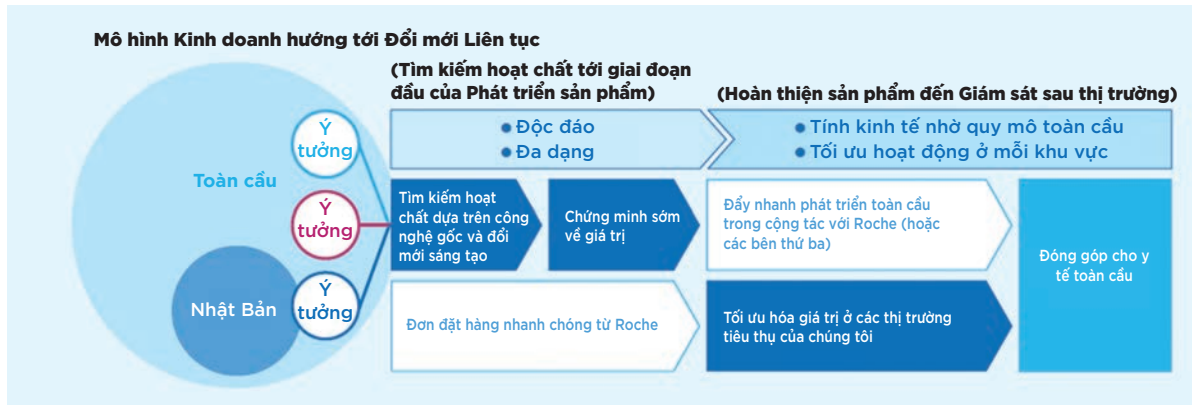 Mô hình Kinh doanh hướng tới Đổi mới Liên tục
(Tìm kiếm hoạt chất tới giai đoạn
đầu của Phát triển sản phẩm)
(Hoàn thiện sản phẩm đến Giám sát sau thị trường)
Ý
tưởng
Toàn cầu
Ý
tưởng
Nhật Bản
Ý
tưởng
• Độc đáo
• Đa dạng
• Tính kinh tế nhờ quy mô toàn cầu
• Tối ưu hoạt động ở mỗi khu vực
Tìm kiếm hoạt
chất dựa trên công
nghệ gốc và đổi
mới sáng tạo
Chứng minh sớm
về giá trị
Đẩy nhanh phát triển toàn cầu
trong cộng tác với Roche (hoặc
các bên thứ ba)
Đơn đặt hàng nhanh chóng từ Roche
Tối ưu hóa giá trị ở các thị trường
tiêu thụ của chúng tôi
Đóng góp cho y
tế toàn cầu